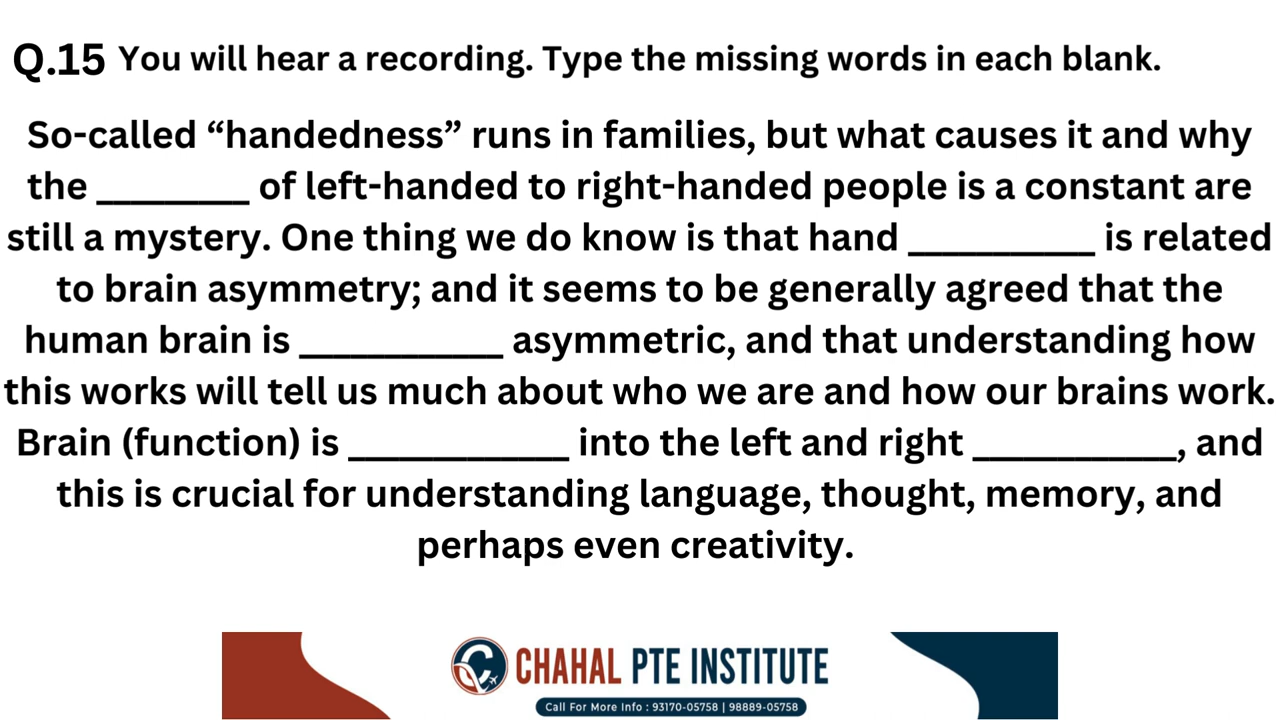 Q.15 You will hear a recording. Type the missing words in each blank.
So-called “handedness” runs in families, but what causes it and why
the _________ of left-handed to right-handed people is a constant are
still a mystery. One thing we do know is that hand ___________ is related
to brain asymmetry; and it seems to be generally agreed that the
human brain is ____________ asymmetric, and that understanding how
this works will tell us much about who we are and how our brains work.
Brain (function) is _____________ into the left and right ____________, and
this is crucial for understanding language, thought, memory, and
perhaps even creativity.
CHAHAL PTE INSTITUTE
Call For More Info : 93170-05758 | 98889-05758